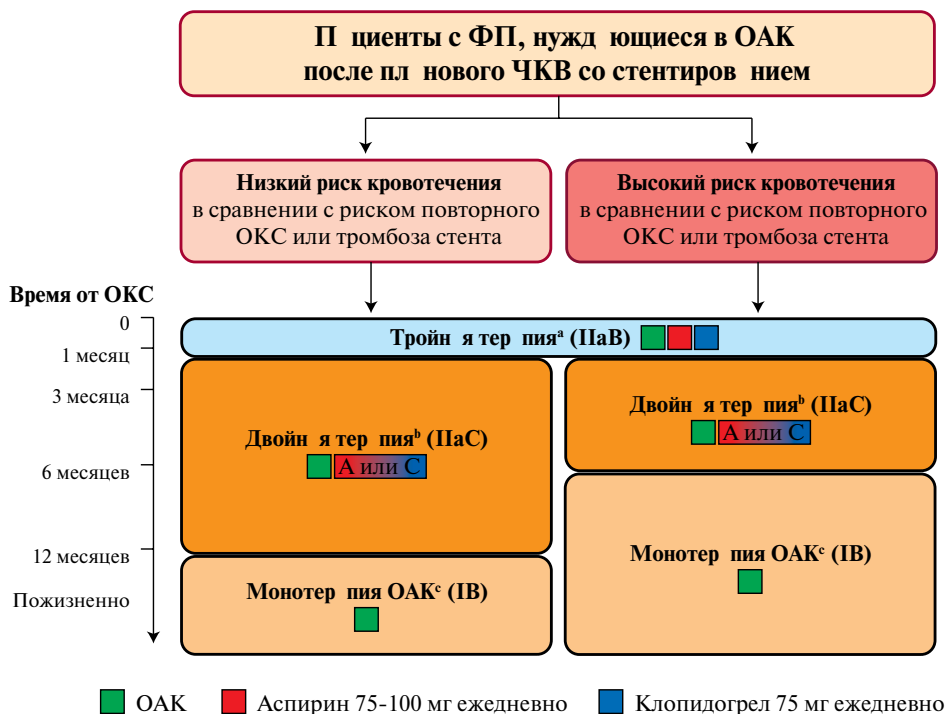 П циенты с ФП, нужд ющиеся в ОАК
после пл нового ЧКВ со стентиров нием
Низкий риск кровотечения
в сравнении с риском повторного
ОКС или тромбоза стента
Высокий риск кровотечения
в сравнении с риском повторного
ОКС или тромбоза стента
Время от ОКС
0
1 месяц
3 месяца
6 месяцев
12 месяцев
Пожизненно
Тройн я тер пияᵃ (IIaB)
Двойн я тер пияᵇ (IIaC)
А или С
Двойн я тер пияᵇ (IIaC)
А или С
Монотер пия ОАКᶜ (IB)
Монотер пия ОАКᶜ (IB)
ОАК
Аспирин 75-100 мг ежедневно
Клопидогрел 75 мг ежедневно